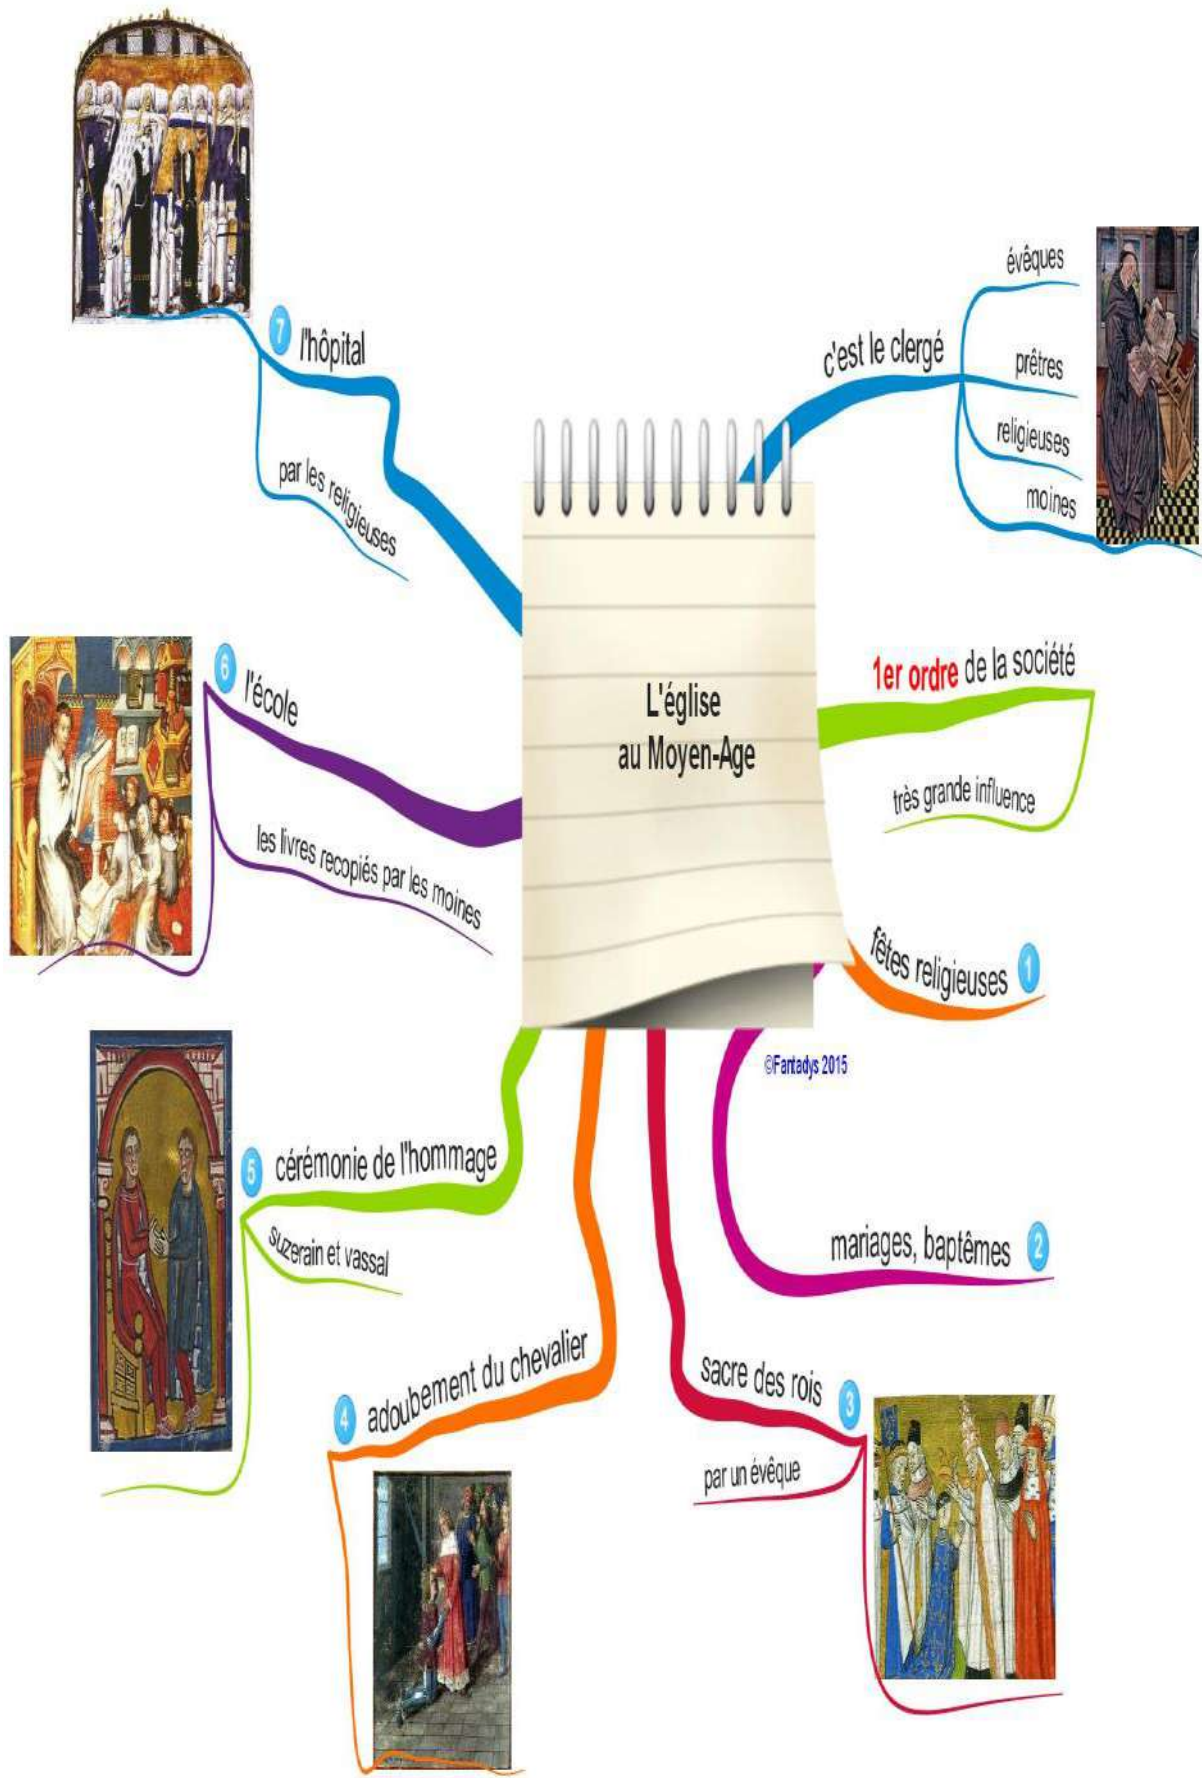 L'église
au Moyen-Age
c'est le clergé
évêques
prêtres
religieuses
moines
1er ordre de la société
très grande influence
fêtes religieuses 1
©Fantadys 2015
mariages, baptêmes 2
sacre des rois 3
par un évêque
4 adoubement du chevalier
5 cérémonie de l'hommage
suzerain et vassal
6 l'école
les livres recopiés par les moines
7 l'hôpital
par les religieuses